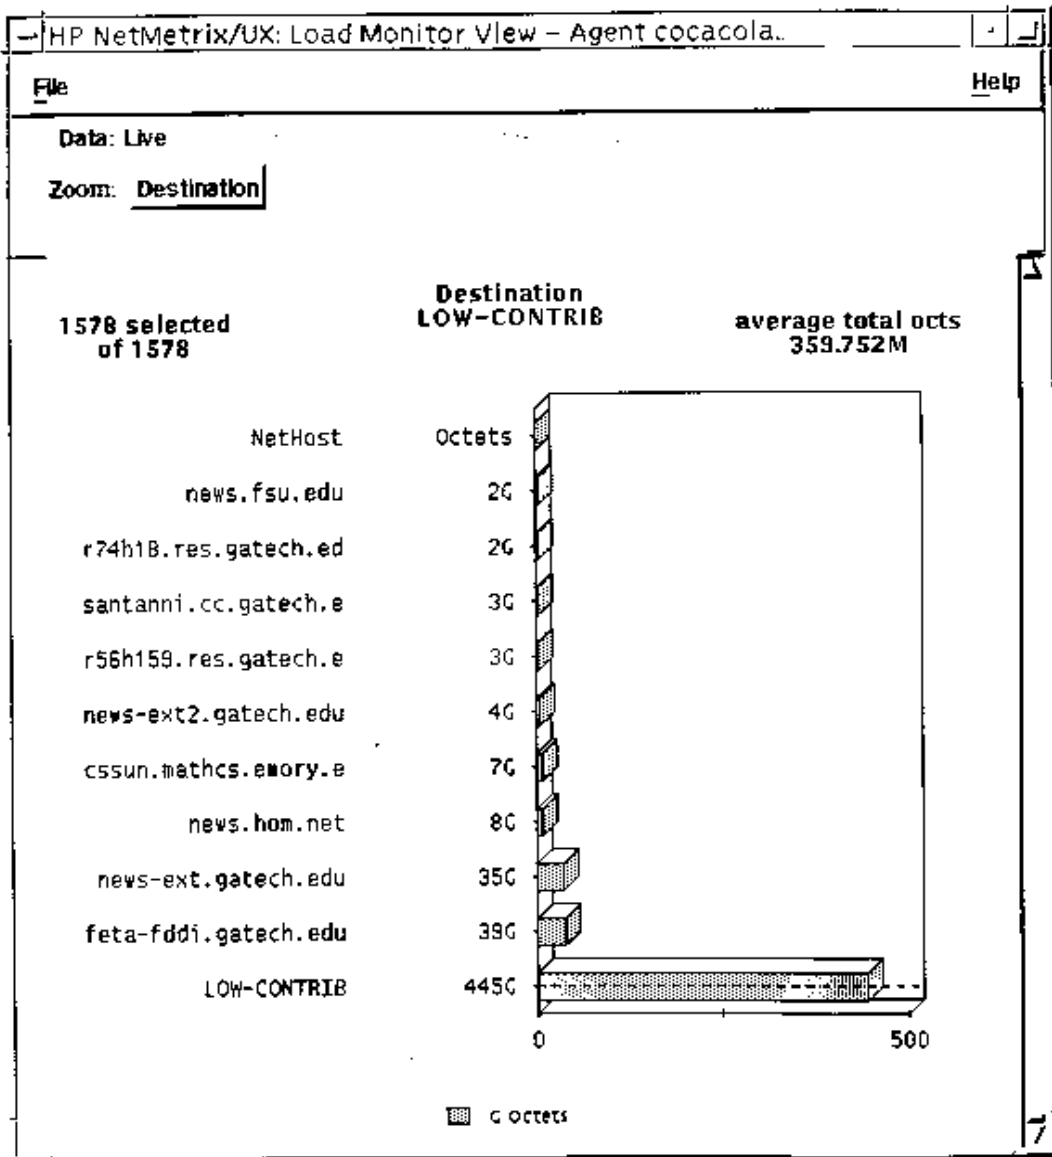 HP NetMetrix/UX: Load Monitor View – Agent cocacola.
File Help
Data: Live
Zoom: Destination
Destination
LOW-CONTRIB
1578 selected
of 1578
average total octs
359.752M
NetHost Octets
news.fsu.edu 2G
r74h18.res.gatech.ed 2G
santanni.cc.gatech.e 3G
r56h159.res.gatech.e 3G
news-ext2.gatech.edu 4G
cssun.mathcs.emory.e 7G
news.hom.net 8G
news-ext.gatech.edu 35G
feta-fddi.gatech.edu 39G
LOW-CONTRIB 445G
0 500
G Octets